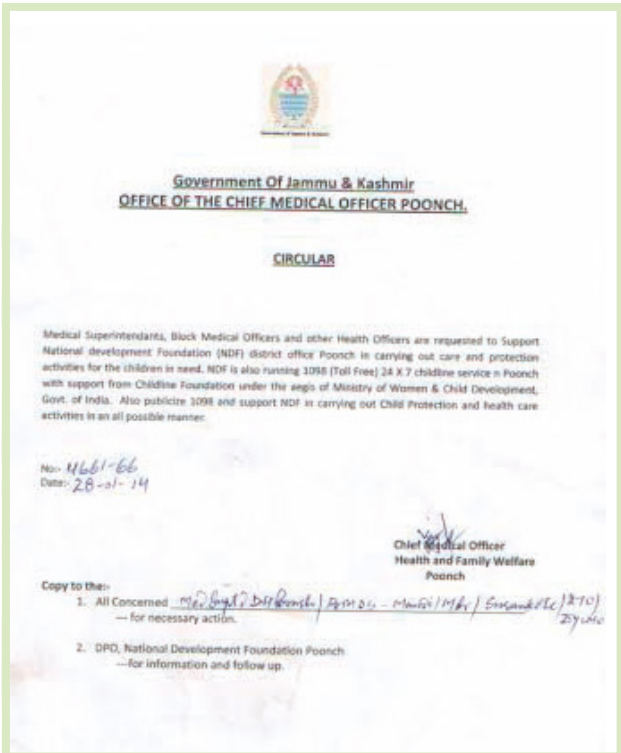 Government of Jammu & Kashmir
Government Of Jammu & Kashmir
OFFICE OF THE CHIEF MEDICAL OFFICER POONCH.
CIRCULAR
Medical Superintendants, Block Medical Officers and other Health Officers are requested to Support
National development Foundation (NDF) district office Poonch in carrying out care and protection
activities for the children in need. NDF is also running 1098 (Toll Free) 24 X 7 childline service n Poonch
with support from Childline Foundation under the aegis of Ministry of Women & Child Development,
Govt. of India. Also publicize 1098 and support NDF in carrying out Child Protection and health care
activities in an all possible manner.
No:- 4661-66
Date:- 28-01-14
Chief Medical Officer
Health and Family Welfare
Poonch
Copy to the:-
1. All Concerned
--- for necessary action.
2. DPO, National Development Foundation Poonch
---for information and follow up.